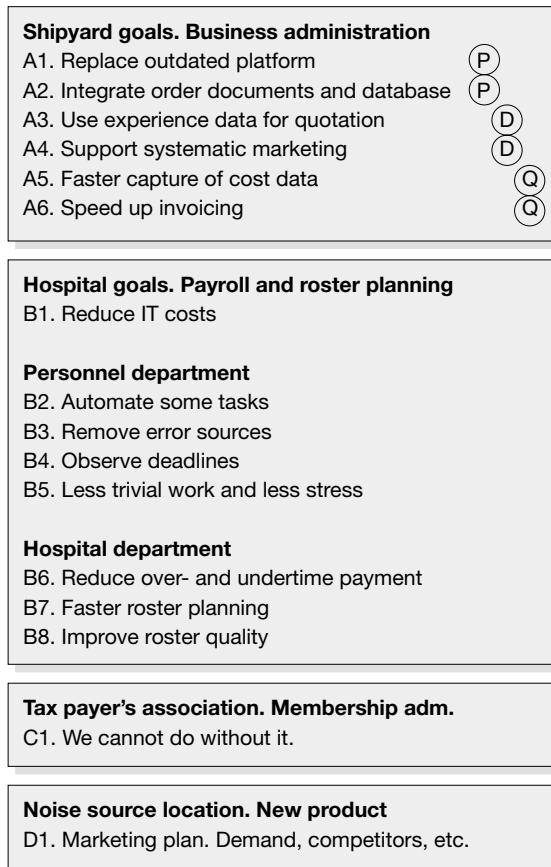 Shipyard goals. Business administration
A1. Replace outdated platform P
A2. Integrate order documents and database P
A3. Use experience data for quotation D
A4. Support systematic marketing D
A5. Faster capture of cost data Q
A6. Speed up invoicing Q
Hospital goals. Payroll and roster planning
B1. Reduce IT costs
Personnel department
B2. Automate some tasks
B3. Remove error sources
B4. Observe deadlines
B5. Less trivial work and less stress
Hospital department
B6. Reduce over- and undertime payment
B7. Faster roster planning
B8. Improve roster quality
Tax payer's association. Membership adm.
C1. We cannot do without it.
Noise source location. New product
D1. Marketing plan. Demand, competitors, etc.